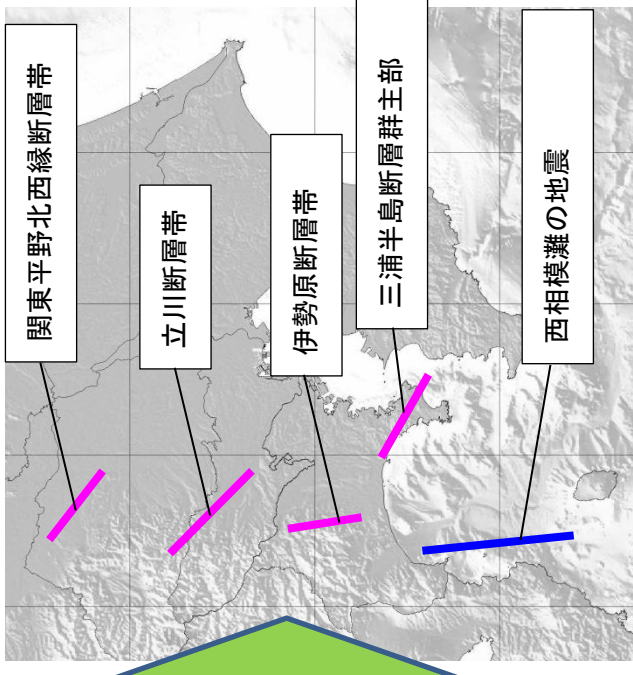 関東平野北西縁断層帯
立川断層帯
伊勢原断層帯
三浦半島断層群主部
西相模灘の地震